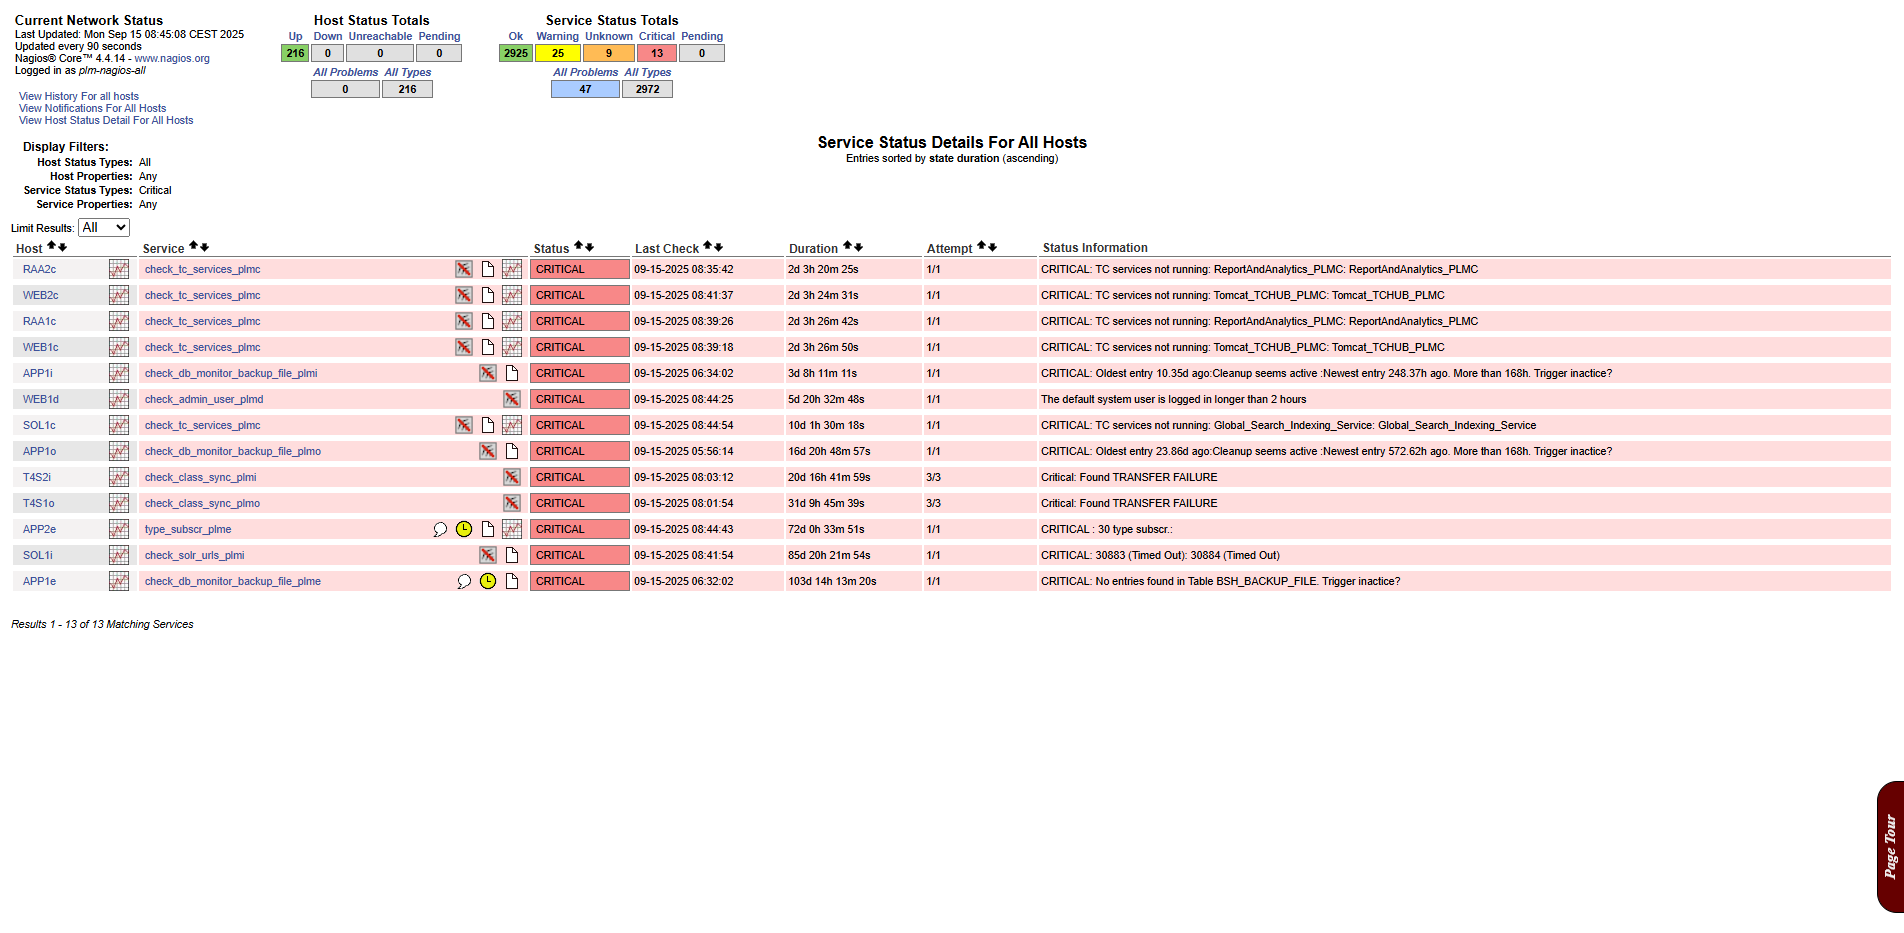 Current Network Status
Last Updated: Mon Sep 15 08:45:08 CEST 2025
Updated every 90 seconds
Nagios® Core™ 4.4.14 - www.nagios.org
Logged in as plm-nagios-all
View History For all hosts
View Notifications For All Hosts
View Host Status Detail For All Hosts
Host Status Totals
Up Down Unreachable Pending
216 0 0 0
All Problems All Types
0 216
Service Status Totals
Ok Warning Unknown Critical Pending
2925 25 9 13 0
All Problems All Types
47 2972
Display Filters:
Host Status Types: All
Host Properties: Any
Service Status Types: Critical
Service Properties: Any
Service Status Details For All Hosts
Entries sorted by state duration (ascending)
Limit Results: All
Host Service Status Last Check Duration Attempt Status Information
RAA2c check_tc_services_plmc CRITICAL 09-15-2025 08:35:42 2d 3h 20m 25s 1/1 CRITICAL: TC services not running: ReportAndAnalytics_PLMC: ReportAndAnalytics_PLMC
WEB2c check_tc_services_plmc CRITICAL 09-15-2025 08:41:37 2d 3h 24m 31s 1/1 CRITICAL: TC services not running: Tomcat_TCHUB_PLMC: Tomcat_TCHUB_PLMC
RAA1c check_tc_services_plmc CRITICAL 09-15-2025 08:39:26 2d 3h 26m 42s 1/1 CRITICAL: TC services not running: ReportAndAnalytics_PLMC: ReportAndAnalytics_PLMC
WEB1c check_tc_services_plmc CRITICAL 09-15-2025 08:39:18 2d 3h 26m 50s 1/1 CRITICAL: TC services not running: Tomcat_TCHUB_PLMC: Tomcat_TCHUB_PLMC
APP1i check_db_monitor_backup_file_plmi CRITICAL 09-15-2025 06:34:02 3d 8h 11m 11s 1/1 CRITICAL: Oldest entry 10.35d ago:Cleanup seems active :Newest entry 248.37h ago. More than 168h. Trigger inactice?
WEB1d check_admin_user_plmd CRITICAL 09-15-2025 08:44:25 5d 20h 32m 48s 1/1 The default system user is logged in longer than 2 hours
SOL1c check_tc_services_plmc CRITICAL 09-15-2025 08:44:54 10d 1h 30m 18s 1/1 CRITICAL: TC services not running: Global_Search_Indexing_Service: Global_Search_Indexing_Service
APP1o check_db_monitor_backup_file_plmo CRITICAL 09-15-2025 05:56:14 16d 20h 48m 57s 1/1 CRITICAL: Oldest entry 23.86d ago:Cleanup seems active :Newest entry 572.62h ago. More than 168h. Trigger inactice?
T4S2i check_class_sync_plmi CRITICAL 09-15-2025 08:03:12 20d 16h 41m 59s 3/3 Critical: Found TRANSFER FAILURE
T4S1o check_class_sync_plmo CRITICAL 09-15-2025 08:01:54 31d 9h 45m 39s 3/3 Critical: Found TRANSFER FAILURE
APP2e type_subscr_plme CRITICAL 09-15-2025 08:44:43 72d 0h 33m 51s 1/1 CRITICAL : 30 type subscr.:
SOL1i check_solr_urls_plmi CRITICAL 09-15-2025 08:41:54 85d 20h 21m 54s 1/1 CRITICAL: 30883 (Timed Out): 30884 (Timed Out)
APP1e check_db_monitor_backup_file_plme CRITICAL 09-15-2025 06:32:02 103d 14h 13m 20s 1/1 CRITICAL: No entries found in Table BSH_BACKUP_FILE. Trigger inactice?
Results 1 - 13 of 13 Matching Services
Page Tour